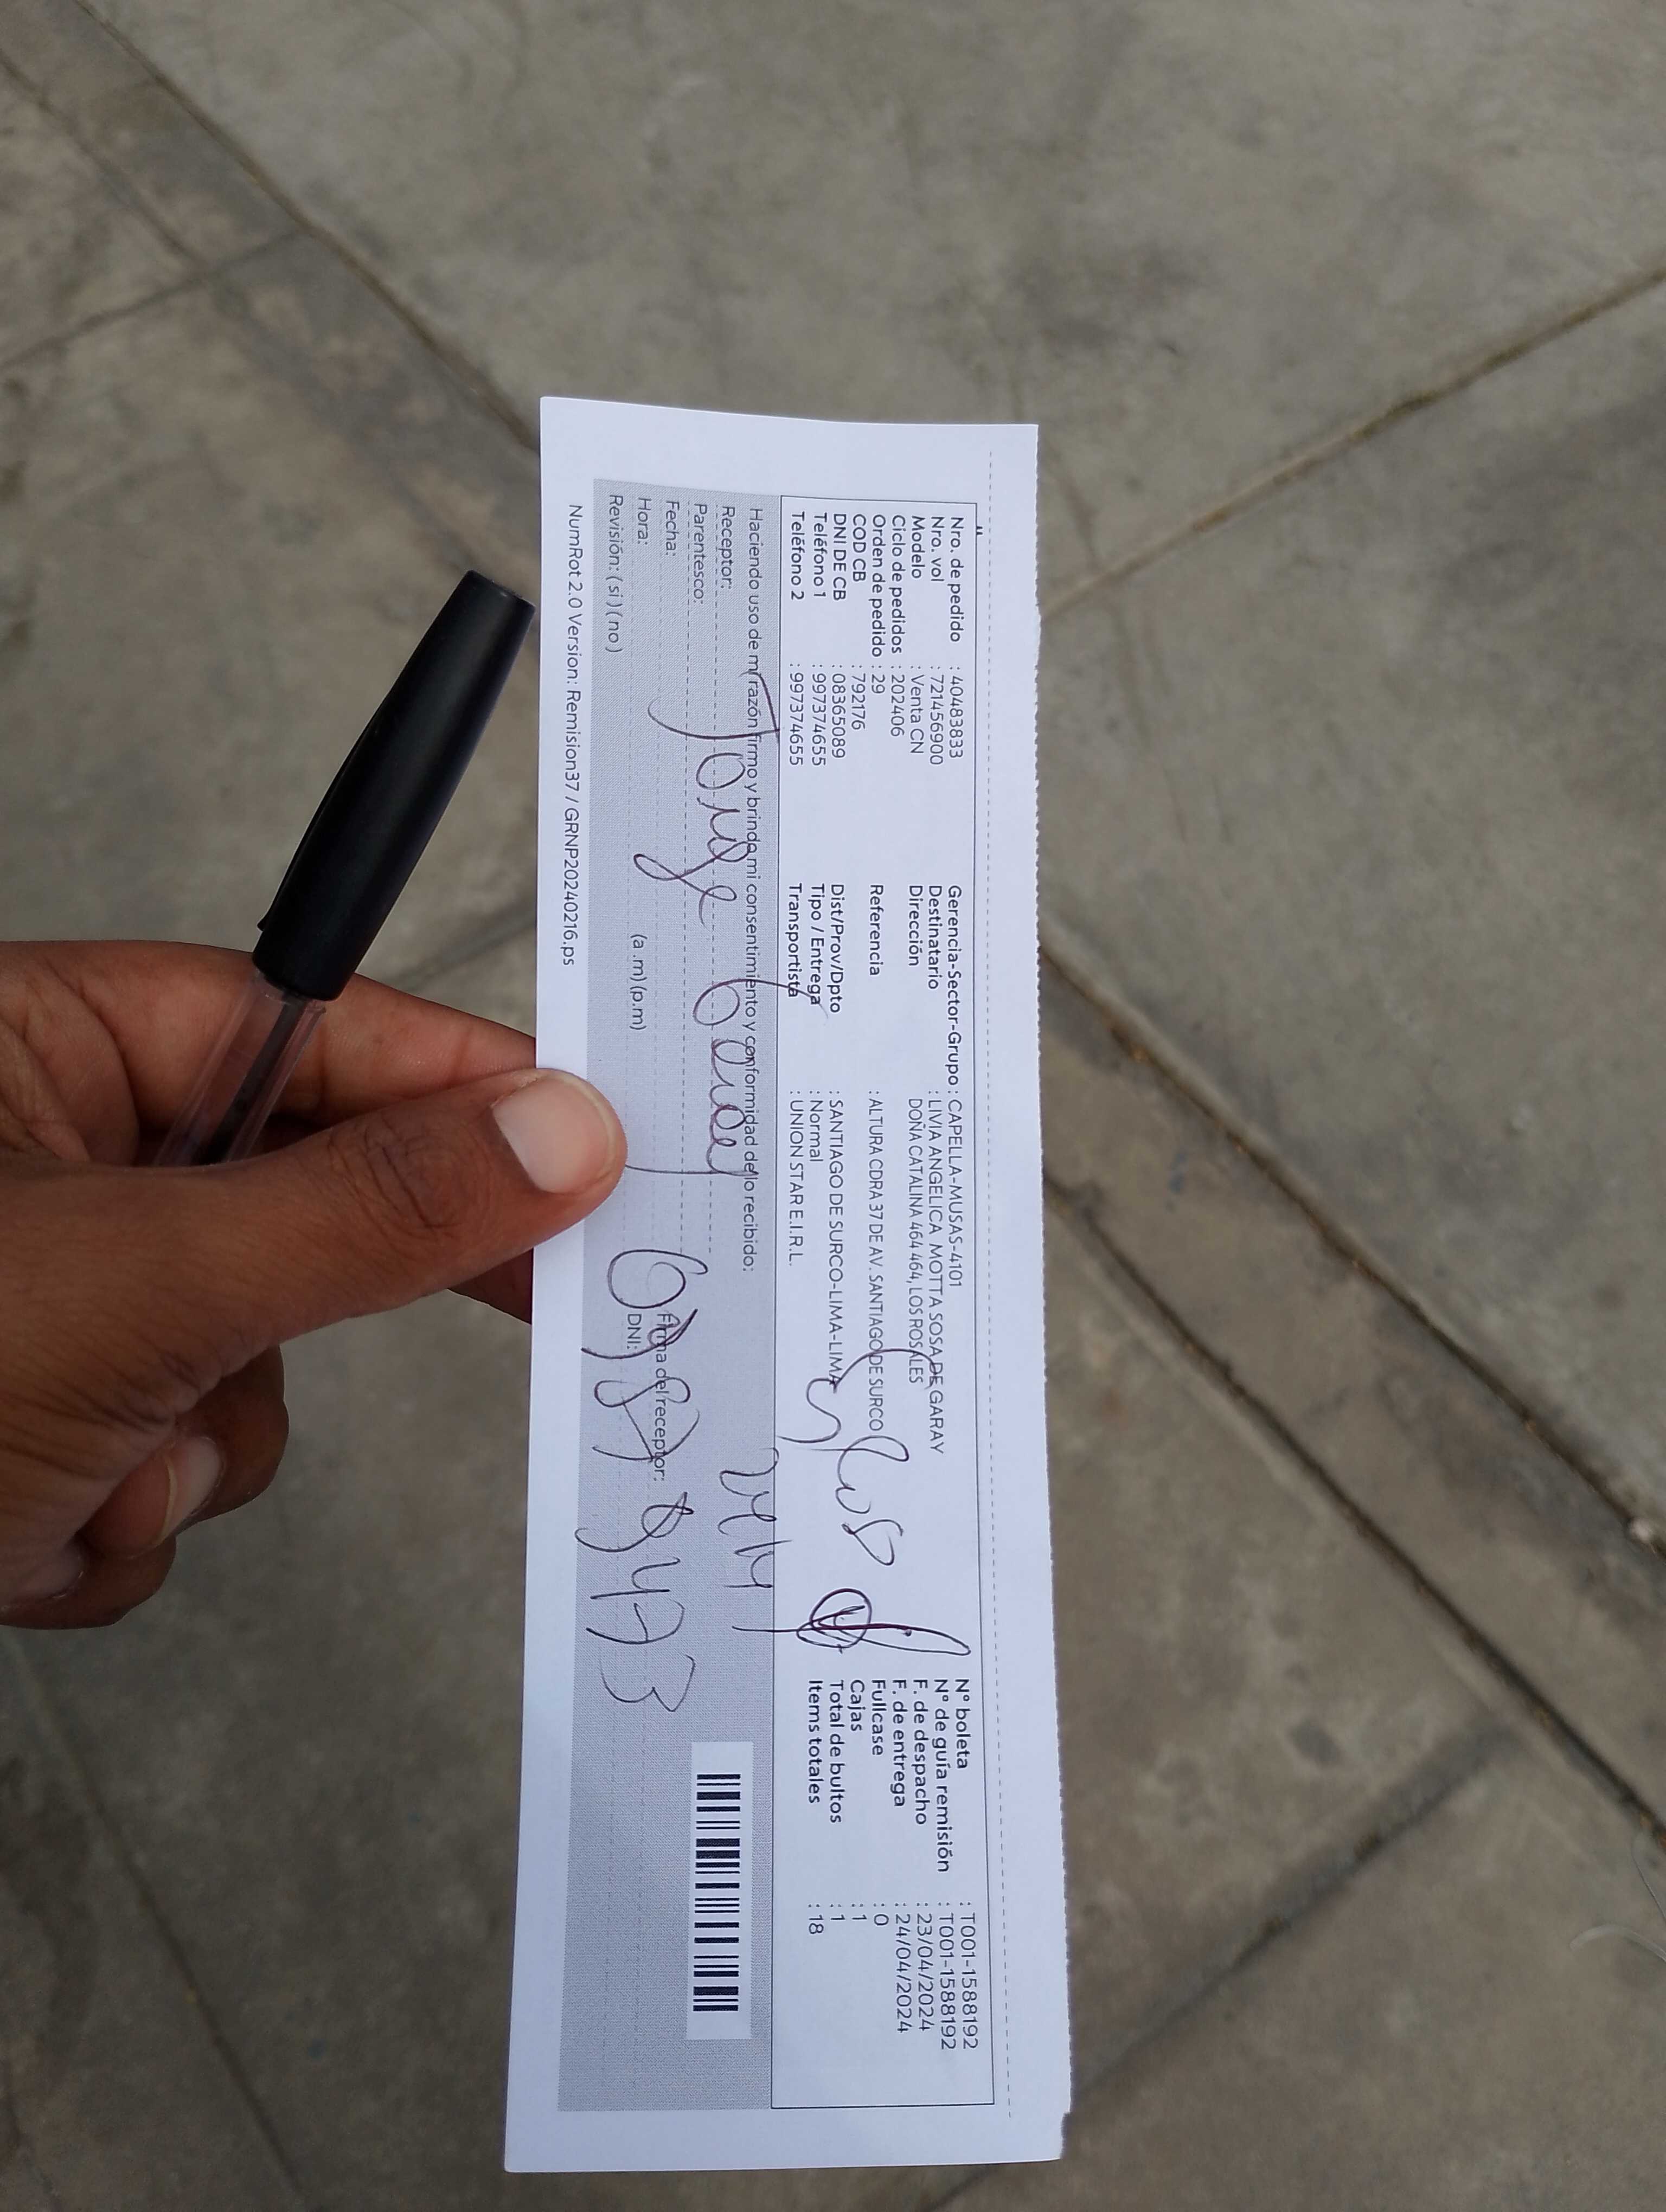 Nro. de pedido : 40483833
Nro. vol : 721456900
Modelo : Venta CN
Ciclo de pedidos : 202406
Orden de pedido : 29
COD CB : 792176
DNI DE CB : 08365089
Teléfono 1 : 997374655
Teléfono 2 : 997374655
Gerencia-Sector-Grupo : CAPELLA-MUSAS-4101
Destinatario : LIVIA ANGELICA MOTTA SOSA DE GARAY
Dirección DOÑA CATALINA 464 464, LOS ROSALES
Referencia : ALTURA CDRA 37 DE AV. SANTIAGO DE SURCO
Dist/Prov/Dpto : SANTIAGO DE SURCO-LIMA-LIMA
Tipo / Entrega : Normal
Transportista : UNION STAR E.I.R.L.
N° boleta : T001-1588192
N° de guía remisión : T001-1588192
F. de despacho : 23/04/2024
F. de entrega : 24/04/2024
Fullcase : 0
Cajas : 1
Total de bultos : 1
Items totales : 18
Haciendo uso de mi razón firmo y brindo mi consentimiento y conformidad de lo recibido:
Receptor:
Parentesco:
Jorge
Fecha:
Hora: (a .m) (p.m)
Firma del receptor:
DNI:
Revisión: ( si ) ( no )
NumRot 2.0 Version: Remision37 / GRNP20240216.ps